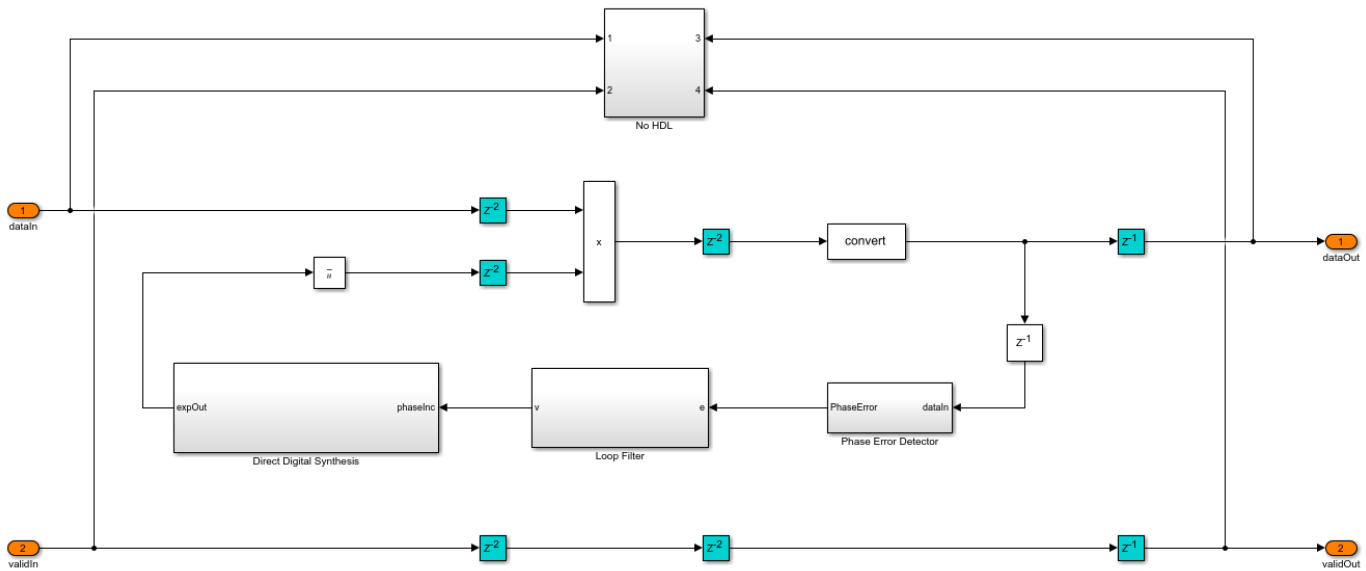 1
2
3
4
No HDL
1
dataIn
Z-2
x
Z-2
convert
Z-1
1
dataOut
Z-2
Z-1
expOut
phaseInc
Direct Digital Synthesis
v
e
Loop Filter
PhaseError
dataIn
Phase Error Detector
2
validIn
Z-2
Z-2
Z-1
2
validOut